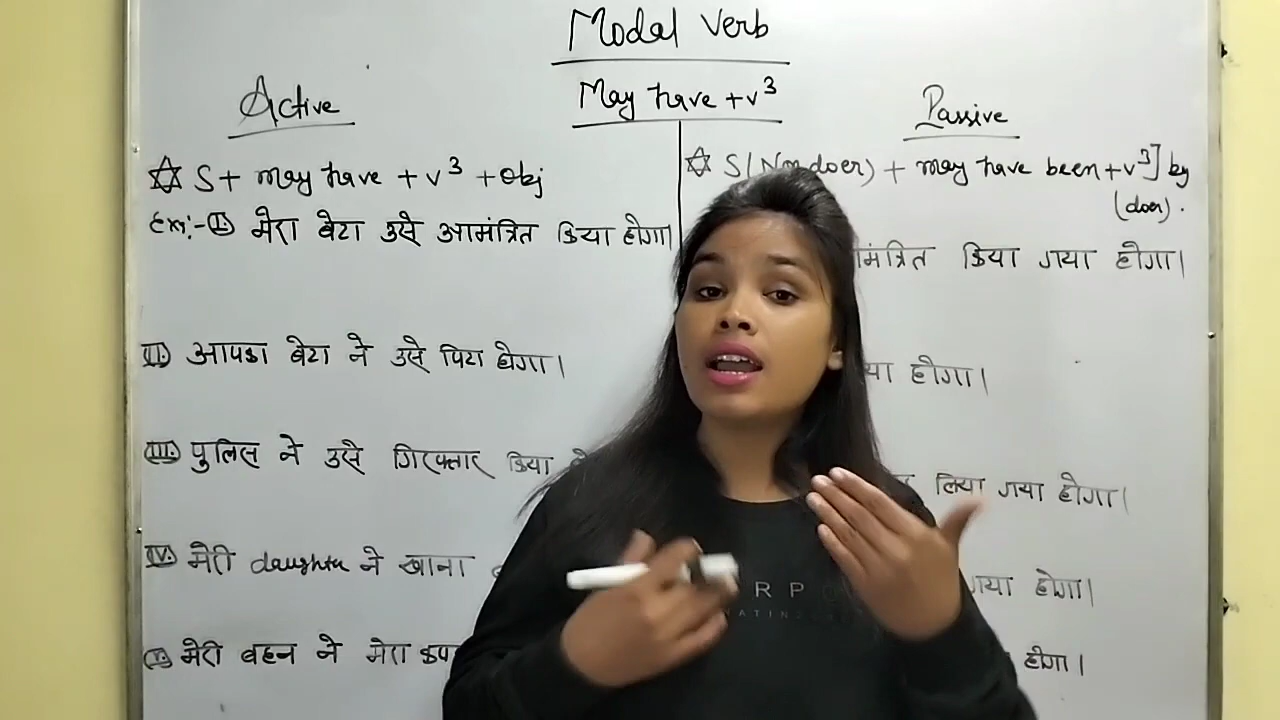 Modal Verb
Active
May have + v³
Passive
☆ S + may have + v³ + obj
☆ S (Non doer) + may have been + v³] by
(doer).
Ex:- (I) मेरा बेटा उसे आमंत्रित किया होगा।
किया गया होगा।
(II) आपका बेटा ने उसे पिटा होगा।
होगा।
(III) पुलिस ने उसे गिरफ्तार किया
लिया गया होगा।
(IV) मेरी daughter ने खाना
गया होगा।
(V) मेरी बहन ने मेरा
होगा।